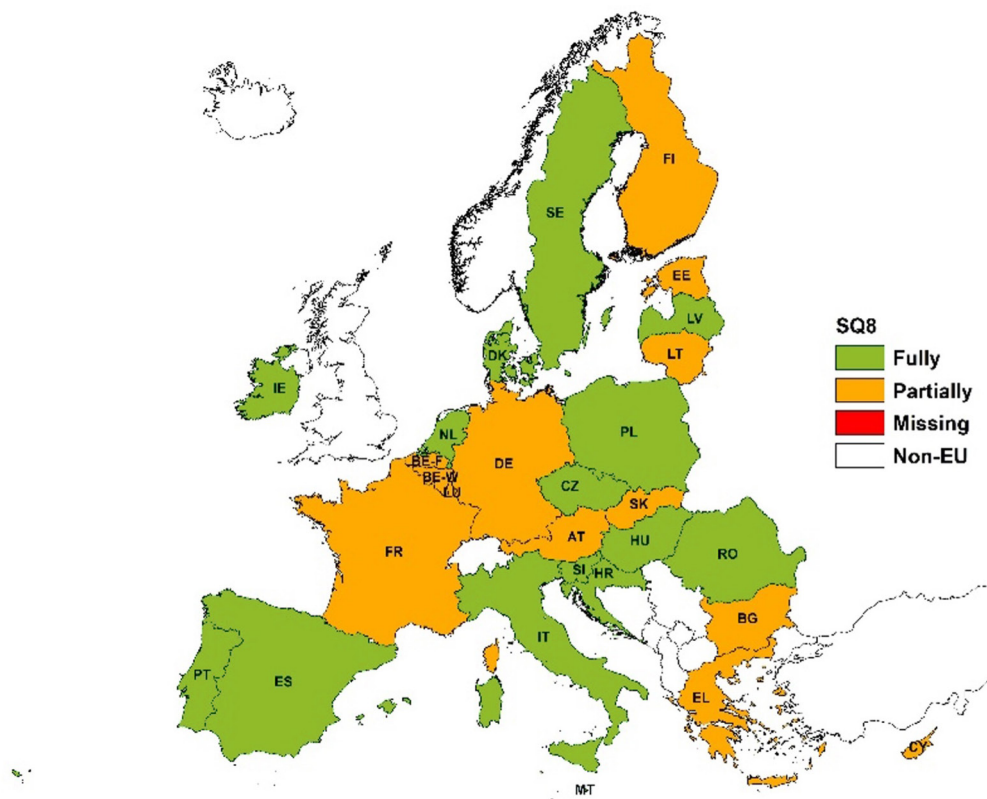 FI
SE
EE
LV
SQ8
Fully
LT
DK
Partially
IE
Missing
NL
PL
Non-EU
BE-F
DE
BE-W
CZ
LU
SK
AT
FR
HU
RO
SI
HR
BG
IT
PT
ES
EL
CY
MT